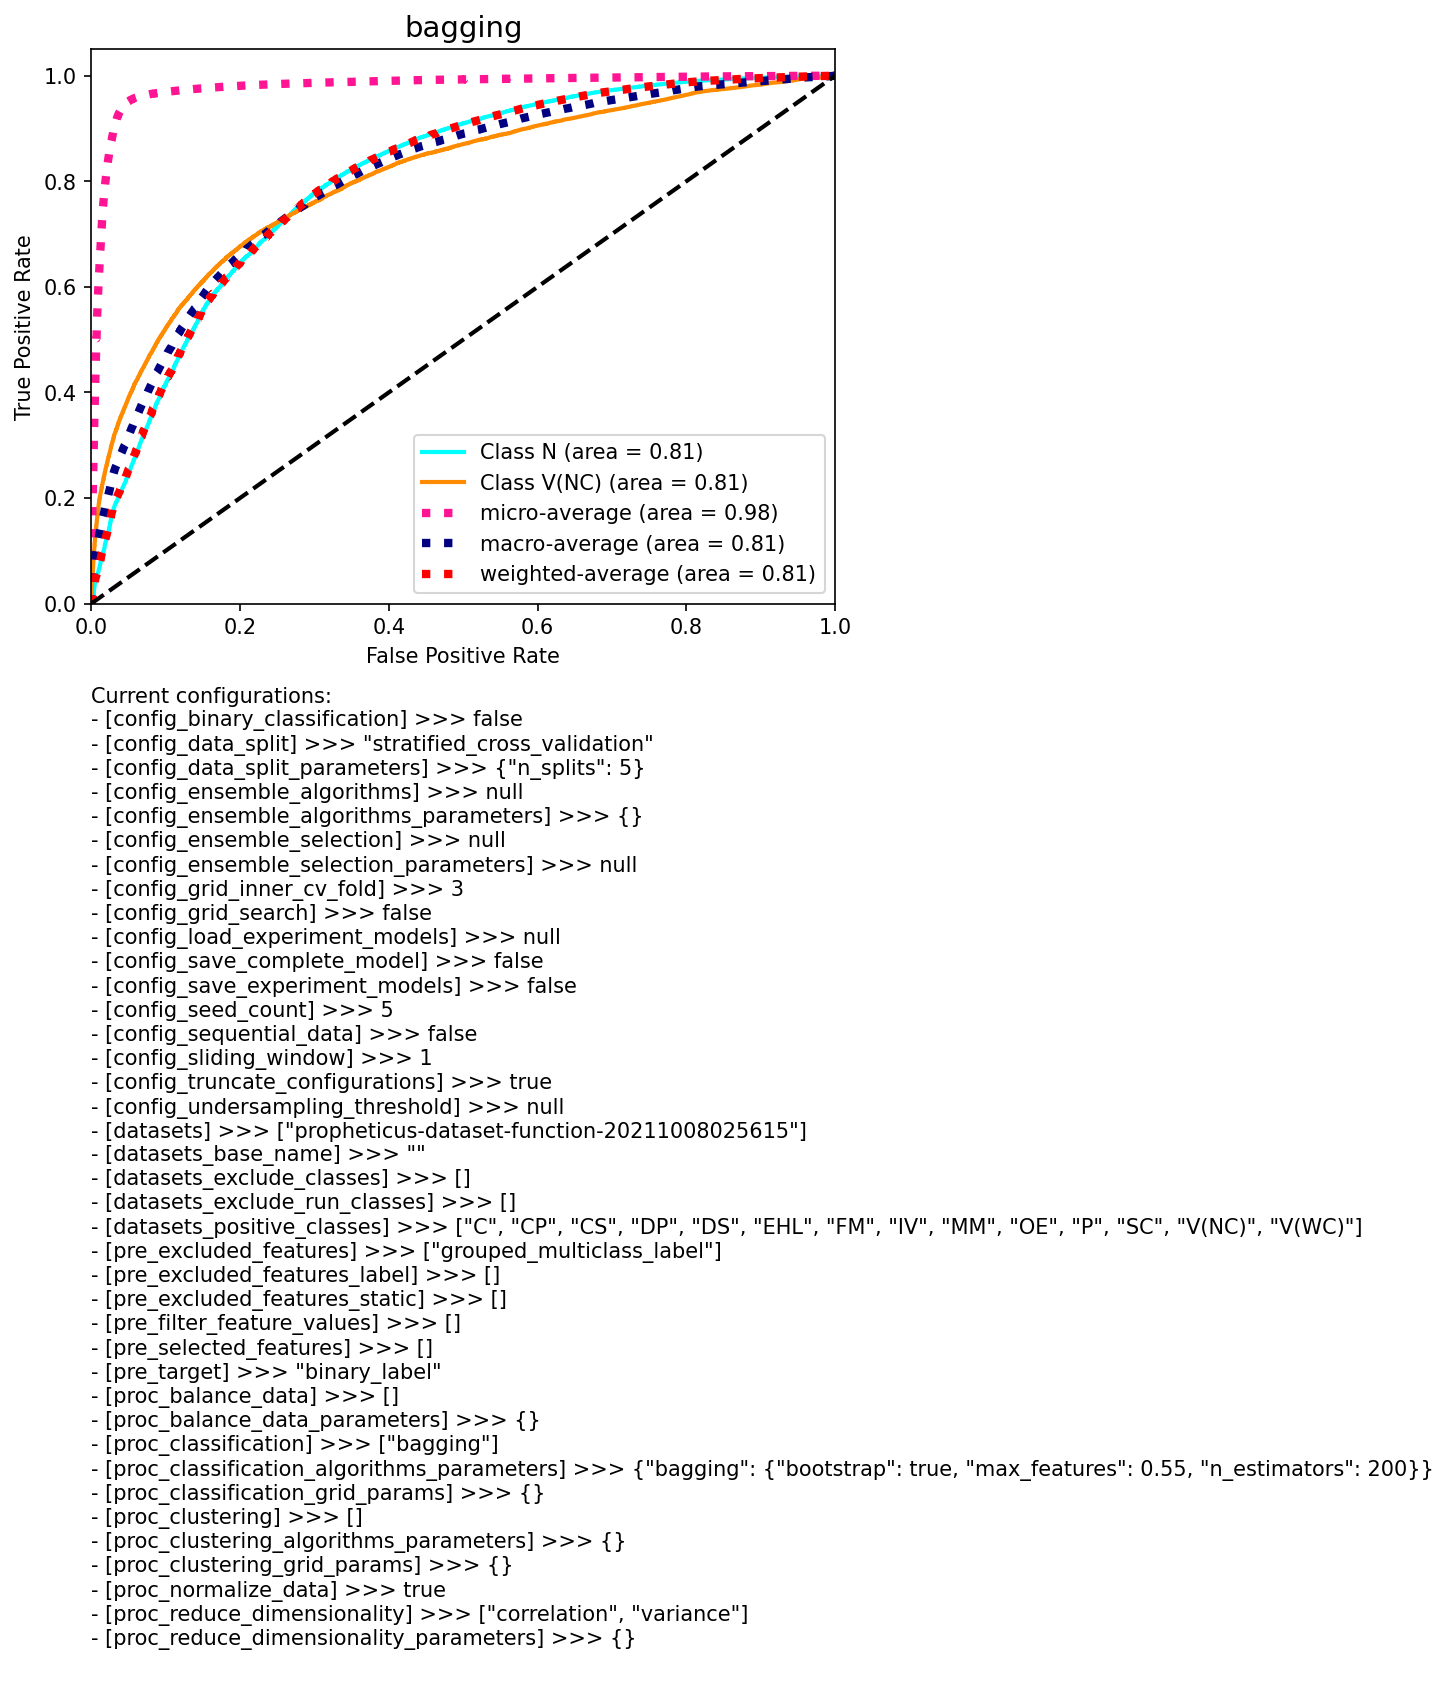 bagging
1.0
0.8
0.6
0.4
0.2
0.0
True Positive Rate
Class N (area = 0.81)
Class V(NC) (area = 0.81)
micro-average (area = 0.98)
macro-average (area = 0.81)
weighted-average (area = 0.81)
0.0 0.2 0.4 0.6 0.8 1.0
False Positive Rate
Current configurations:
- [config_binary_classification] >>> false
- [config_data_split] >>> "stratified_cross_validation"
- [config_data_split_parameters] >>> {"n_splits": 5}
- [config_ensemble_algorithms] >>> null
- [config_ensemble_algorithms_parameters] >>> {}
- [config_ensemble_selection] >>> null
- [config_ensemble_selection_parameters] >>> null
- [config_grid_inner_cv_fold] >>> 3
- [config_grid_search] >>> false
- [config_load_experiment_models] >>> null
- [config_save_complete_model] >>> false
- [config_save_experiment_models] >>> false
- [config_seed_count] >>> 5
- [config_sequential_data] >>> false
- [config_sliding_window] >>> 1
- [config_truncate_configurations] >>> true
- [config_undersampling_threshold] >>> null
- [datasets] >>> ["propheticus-dataset-function-20211008025615"]
- [datasets_base_name] >>> ""
- [datasets_exclude_classes] >>> []
- [datasets_exclude_run_classes] >>> []
- [datasets_positive_classes] >>> ["C", "CP", "CS", "DP", "DS", "EHL", "FM", "IV", "MM", "OE", "P", "SC", "V(NC)", "V(WC)"]
- [pre_excluded_features] >>> ["grouped_multiclass_label"]
- [pre_excluded_features_label] >>> []
- [pre_excluded_features_static] >>> []
- [pre_filter_feature_values] >>> []
- [pre_selected_features] >>> []
- [pre_target] >>> "binary_label"
- [proc_balance_data] >>> []
- [proc_balance_data_parameters] >>> {}
- [proc_classification] >>> ["bagging"]
- [proc_classification_algorithms_parameters] >>> {"bagging": {"bootstrap": true, "max_features": 0.55, "n_estimators": 200}}
- [proc_classification_grid_params] >>> {}
- [proc_clustering] >>> []
- [proc_clustering_algorithms_parameters] >>> {}
- [proc_clustering_grid_params] >>> {}
- [proc_normalize_data] >>> true
- [proc_reduce_dimensionality] >>> ["correlation", "variance"]
- [proc_reduce_dimensionality_parameters] >>> {}